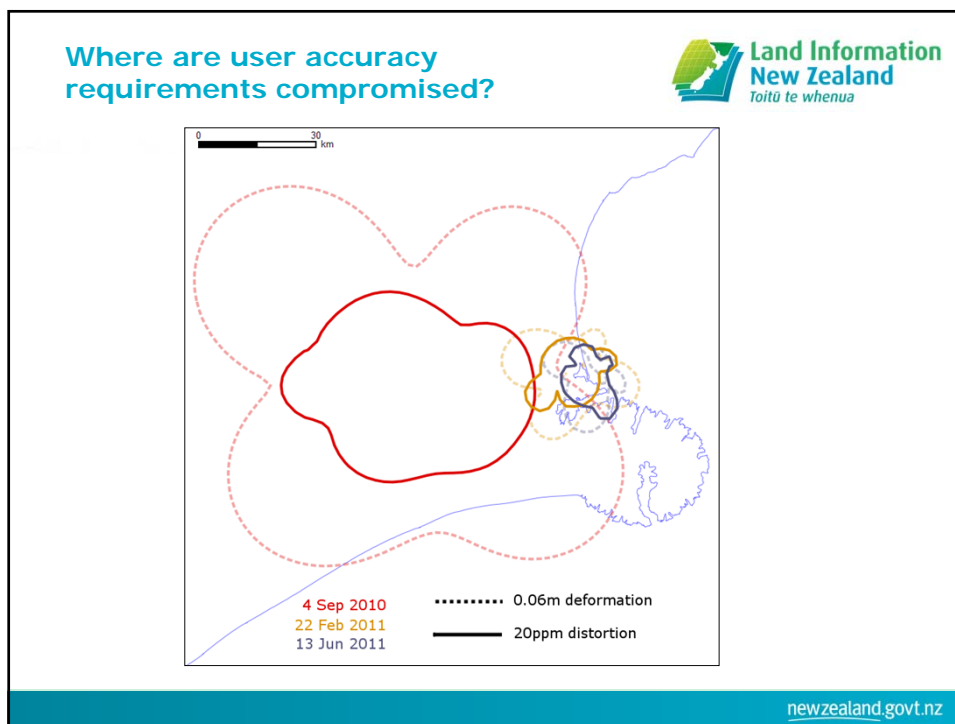 Where are user accuracy
requirements compromised?
Land Information
New Zealand
Toitū te whenua
0 30
km
4 Sep 2010
22 Feb 2011
13 Jun 2011
0.06m deformation
20ppm distortion
newzealand.govt.nz